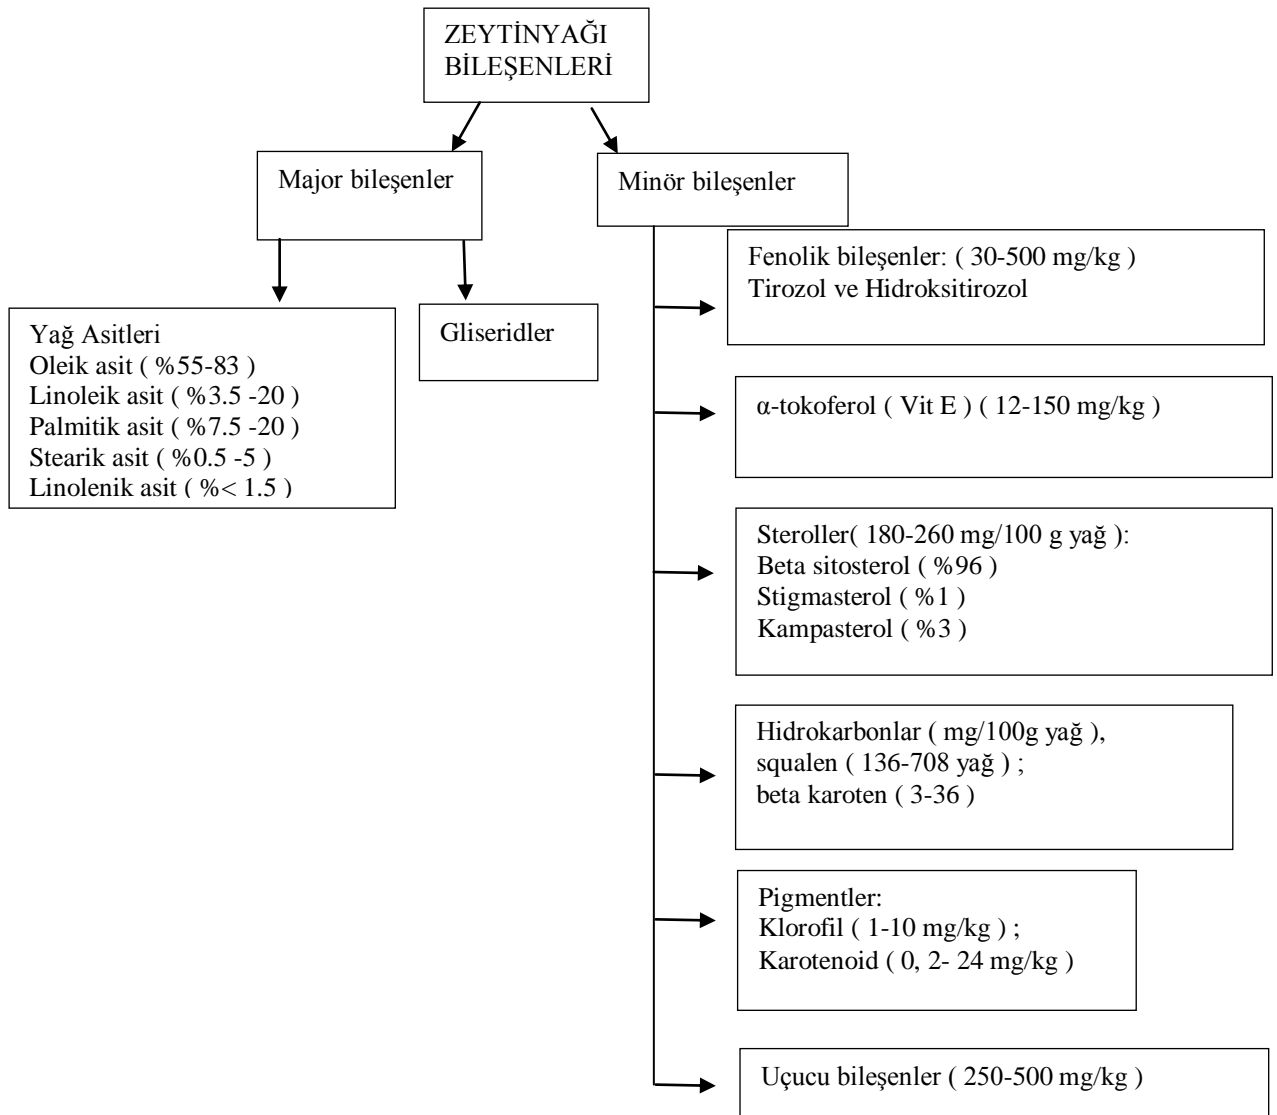 ZEYTİNYAĞI
BİLEŞENLERİ
Major bileşenler
Minör bileşenler
Yağ Asitleri
Oleik asit ( %55-83 )
Linoleik asit ( %3.5 -20 )
Palmitik asit ( %7.5 -20 )
Stearik asit ( %0.5 -5 )
Linolenik asit ( %< 1.5 )
Gliseridler
Fenolik bileşenler: ( 30-500 mg/kg )
Tirozol ve Hidroksitirozol
α-tokoferol ( Vit E ) ( 12-150 mg/kg )
Steroller( 180-260 mg/100 g yağ ):
Beta sitosterol ( %96 )
Stigmasterol ( %1 )
Kampasterol ( %3 )
Hidrokarbonlar ( mg/100g yağ ),
squalen ( 136-708 yağ ) ;
beta karoten ( 3-36 )
Pigmentler:
Klorofil ( 1-10 mg/kg ) ;
Karotenoid ( 0, 2- 24 mg/kg )
Uçucu bileşenler ( 250-500 mg/kg )